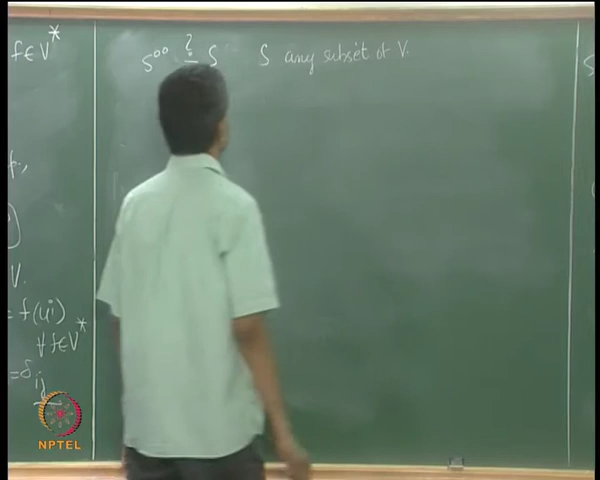 f∈V*
S°° ?= S   S any subset of V.
V.
= f(uⁱ)
∀ f∈V*
= δij
NPTEL